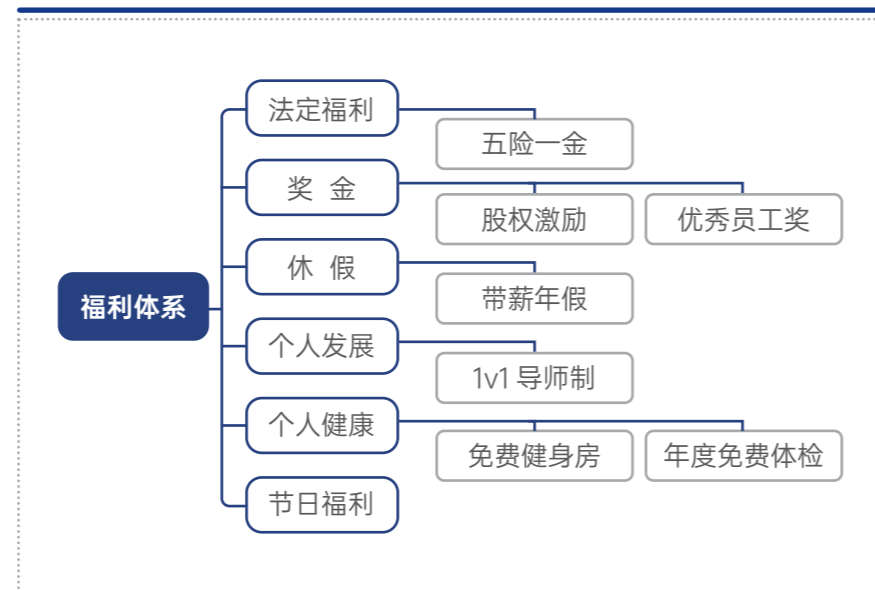 法定福利
五险一金
奖 金
股权激励 优秀员工奖
休 假
带薪年假
福利体系
个人发展
1v1 导师制
个人健康
免费健身房 年度免费体检
节日福利